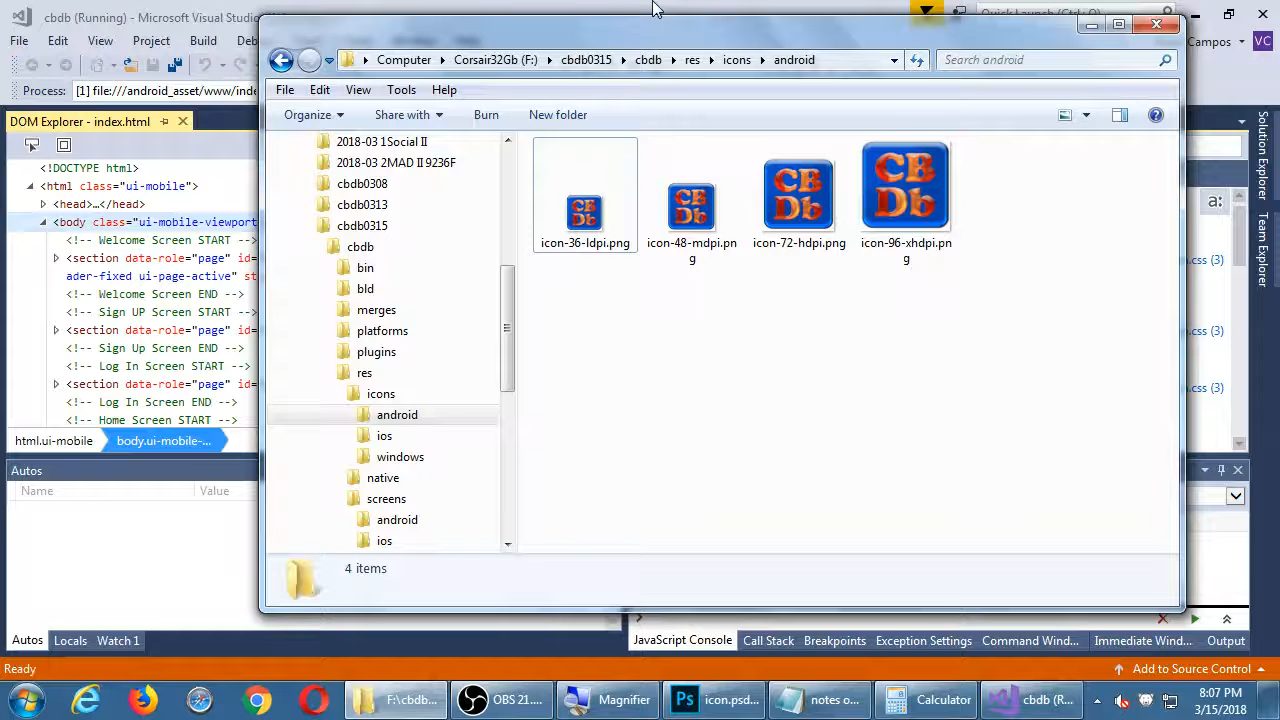 cbdb (Running) - Microsoft Visual Studio
Quick Launch (Ctrl+Q)
File Edit View Project Build Debug
Campos VC
Process: [1] file:///android_asset/www/index
DOM Explorer - index.html
<!DOCTYPE html>
<html class="ui-mobile">
<head>…</head>
<body class="ui-mobile-viewport
<!-- Welcome Screen START -->
<section data-role="page" id=
ader-fixed ui-page-active" st
<!-- Welcome Screen END -->
<!-- Sign UP Screen START -->
<section data-role="page" id=
<!-- Sign Up Screen END -->
<!-- Log In Screen START -->
<section data-role="page" id=
<!-- Log In Screen END -->
<!-- Home Screen START -->
html.ui-mobile body.ui-mobile-...
Autos
Name Value
Autos Locals Watch 1
Computer Corsair32Gb (F:) cbdb0315 cbdb res icons android
Search android
File Edit View Tools Help
Organize Share with Burn New folder
2018-03 1Social II
2018-03 2MAD II 9236F
cbdb0308
cbdb0313
cbdb0315
cbdb
bin
bld
merges
platforms
plugins
res
icons
android
ios
windows
native
screens
android
ios
CB
Db
icon-36-ldpi.png
CB
Db
icon-48-mdpi.pn
g
CB
Db
icon-72-hdpi.png
CB
Db
icon-96-xhdpi.pn
g
4 items
a:
.css (3)
.css (3)
.css (3)
Solution Explorer
Team Explorer
JavaScript Console Call Stack Breakpoints Exception Settings Command Wind... Immediate Wind... Output
Ready
Add to Source Control
F:\cbdb... OBS 21.... Magnifier Ps icon.psd... notes o... Calculator cbdb (R...
8:07 PM
3/15/2018